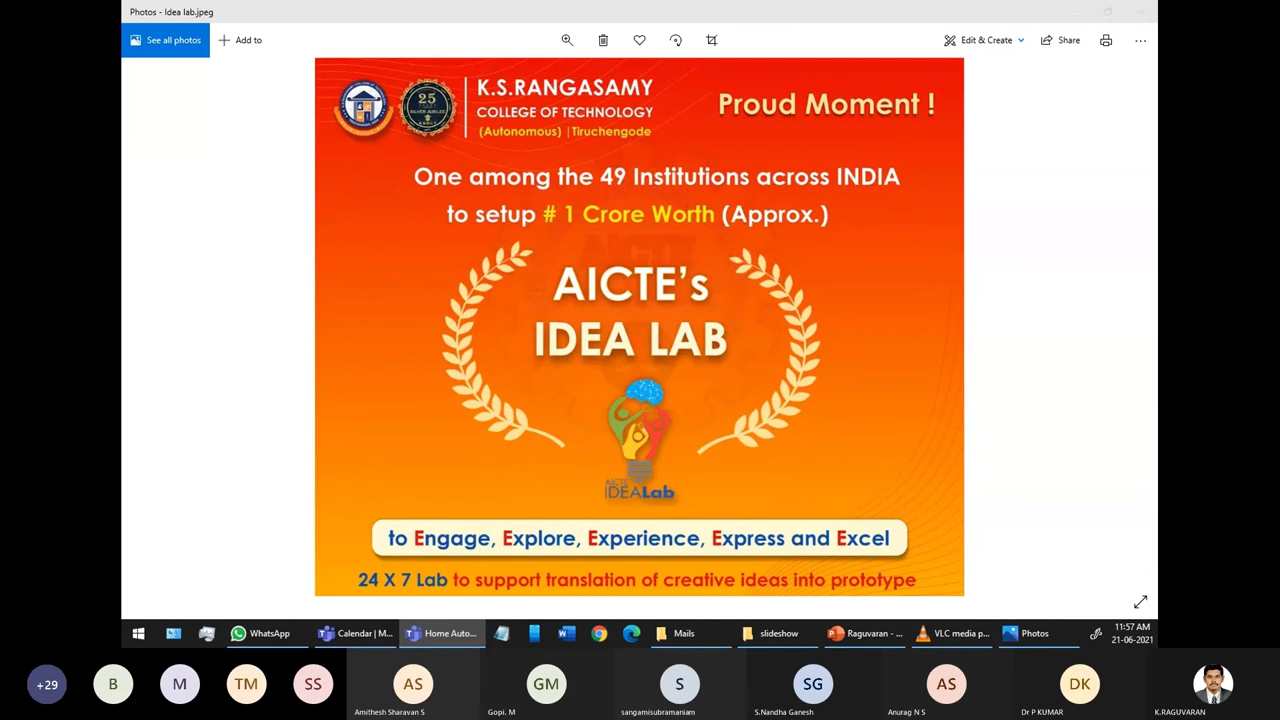 Photos - Idea lab.jpeg
See all photos
Add to
Edit & Create
Share
K.S.RANGASAMY
COLLEGE OF TECHNOLOGY
(Autonomous) |Tiruchengode
25
Proud Moment !
One among the 49 Institutions across INDIA
to setup # 1 Crore Worth (Approx.)
AICTE's
IDEA LAB
AICTE
IDEALab
to Engage, Explore, Experience, Express and Excel
24 X 7 Lab to support translation of creative ideas into prototype
WhatsApp
Calendar | M...
Home Auto...
Mails
slideshow
Raguvaran - ...
VLC media p...
Photos
11:57 AM
21-06-2021
+29
B
M
TM
SS
AS
GM
S
SG
AS
DK
Amithesh Sharavan S
Gopi. M
sangamisubramaniam
S.Nandha Ganesh
Anurag N S
Dr P KUMAR
K.RAGUVARAN